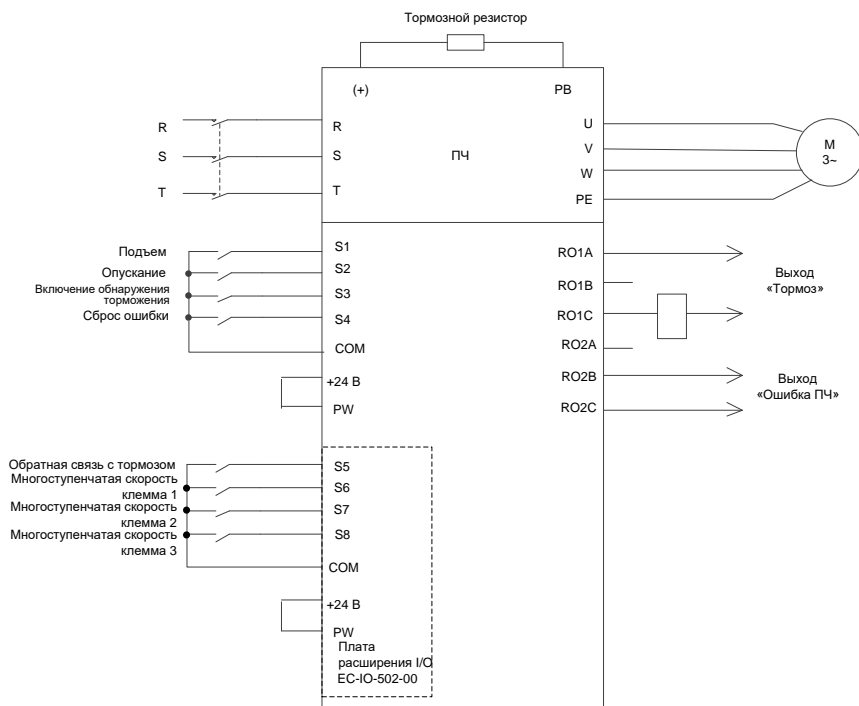 Тормозной резистор
(+)
PB
R
S
T
R
S
T
ПЧ
U
V
W
PE
M
3~
Подъем
Опускание
Включение обнаружения
торможения
Сброс ошибки
S1
S2
S3
S4
COM
+24 В
PW
RO1A
RO1B
RO1C
RO2A
RO2B
RO2C
Выход
«Тормоз»
Выход
«Ошибка ПЧ»
Обратная связь с тормозом
Многоступенчатая скорость
клемма 1
Многоступенчатая скорость
клемма 2
Многоступенчатая скорость
клемма 3
S5
S6
S7
S8
COM
+24 В
PW
Плата
расширения I/O
EC-IO-502-00